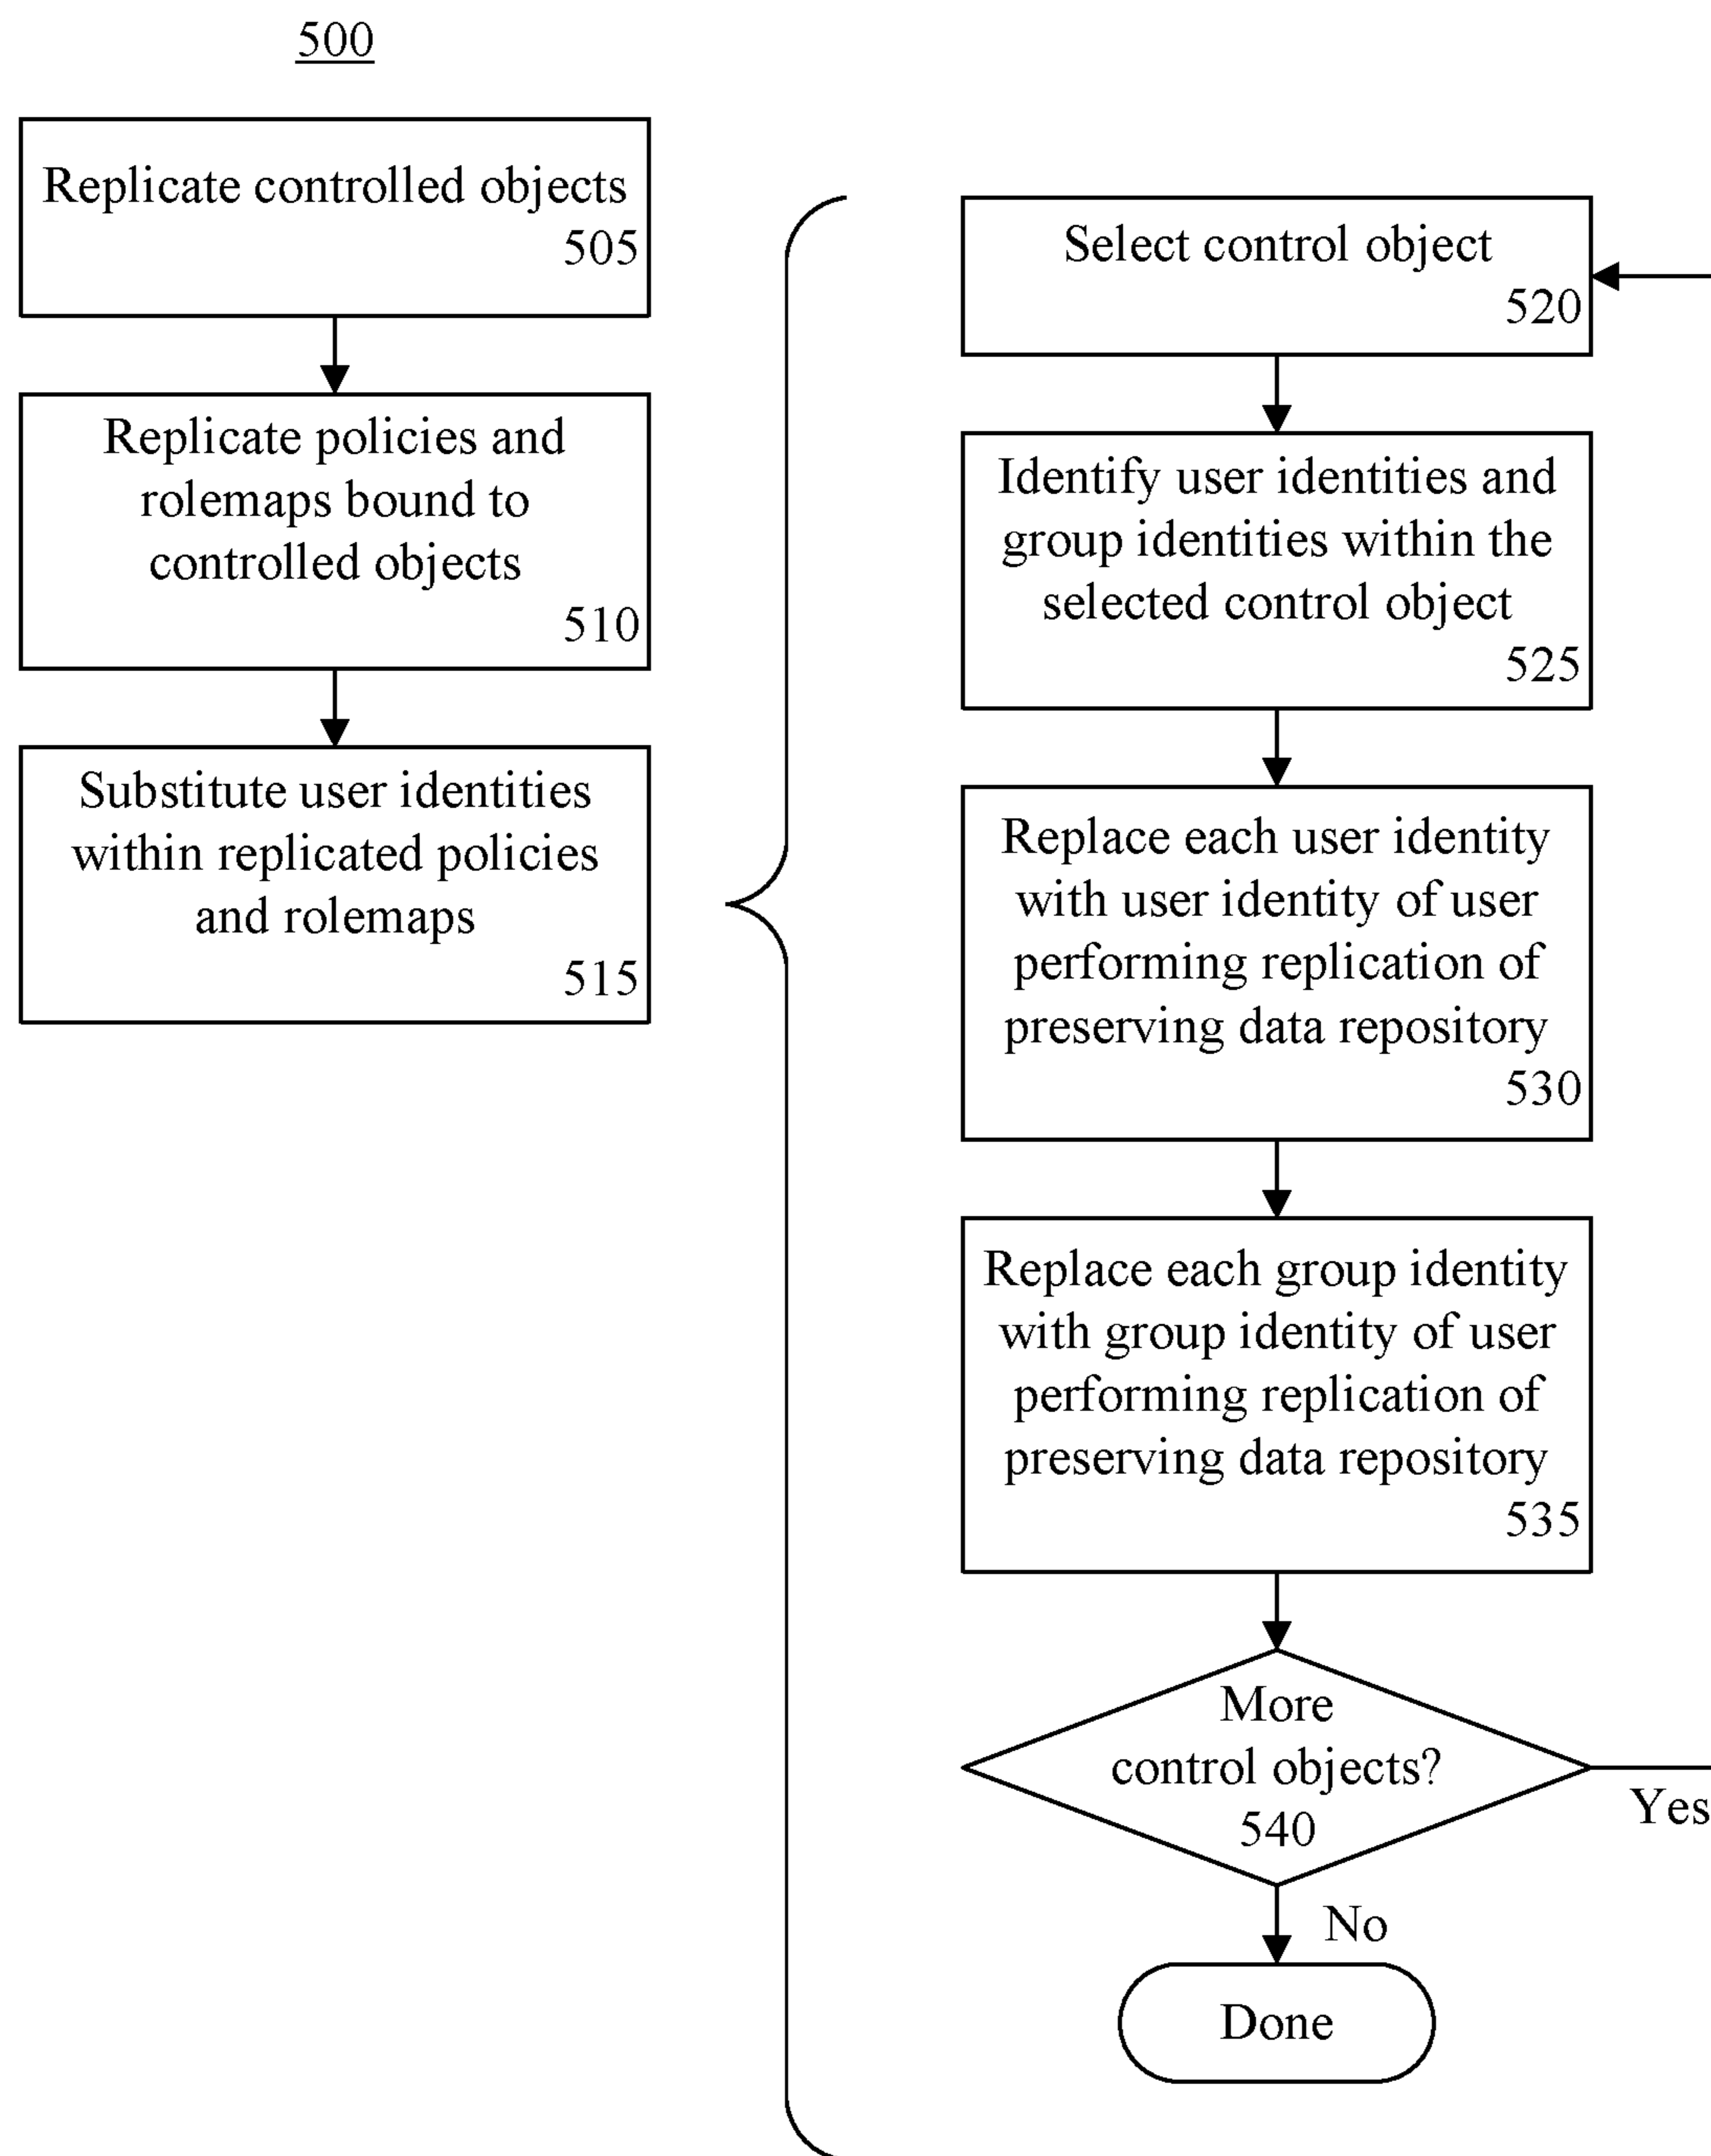 500
Replicate controlled objects
505
Replicate policies and
rolemaps bound to
controlled objects
510
Substitute user identities
within replicated policies
and rolemaps
515
Select control object
520
Identify user identities and
group identities within the
selected control object
525
Replace each user identity
with user identity of user
performing replication of
preserving data repository
530
Replace each group identity
with group identity of user
performing replication of
preserving data repository
535
More
control objects?
540
Yes
No
Done